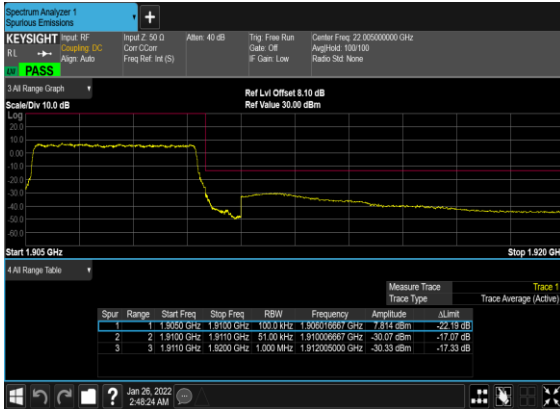 Spectrum Analyzer 1
Spurious Emissions
KEYSIGHT
RL
Input: RF
Coupling: DC
Align: Auto
Input Z: 50 Ω
Corr CCorr
Freq Ref: Int (S)
Atten: 40 dB
Trig: Free Run
Gate: Off
IF Gain: Low
Center Freq: 22.005000000 GHz
Avg|Hold: 100/100
Radio Std: None
PASS
3 All Range Graph
Scale/Div 10.0 dB
Ref Lvl Offset 8.10 dB
Ref Value 30.00 dBm
Log
20.0
10.0
0.00
-10.0
-20.0
-30.0
-40.0
-50.0
-60.0
Start 1.905 GHz
Stop 1.920 GH
4 All Range Table
Measure Trace Trace 1
Trace Type Trace Average (Active)
Spur Range Start Freq Stop Freq RBW Frequency Amplitude ΔLimit
1 1 1.9050 GHz 1.9100 GHz 100.0 kHz 1.906016667 GHz 7.814 dBm -22.19 dB
2 2 1.9100 GHz 1.9110 GHz 51.00 kHz 1.910006667 GHz -30.07 dBm -17.07 dB
3 3 1.9110 GHz 1.9200 GHz 1.000 MHz 1.912005000 GHz -30.33 dBm -17.33 dB
Jan 26, 2022
2:48:24 AM